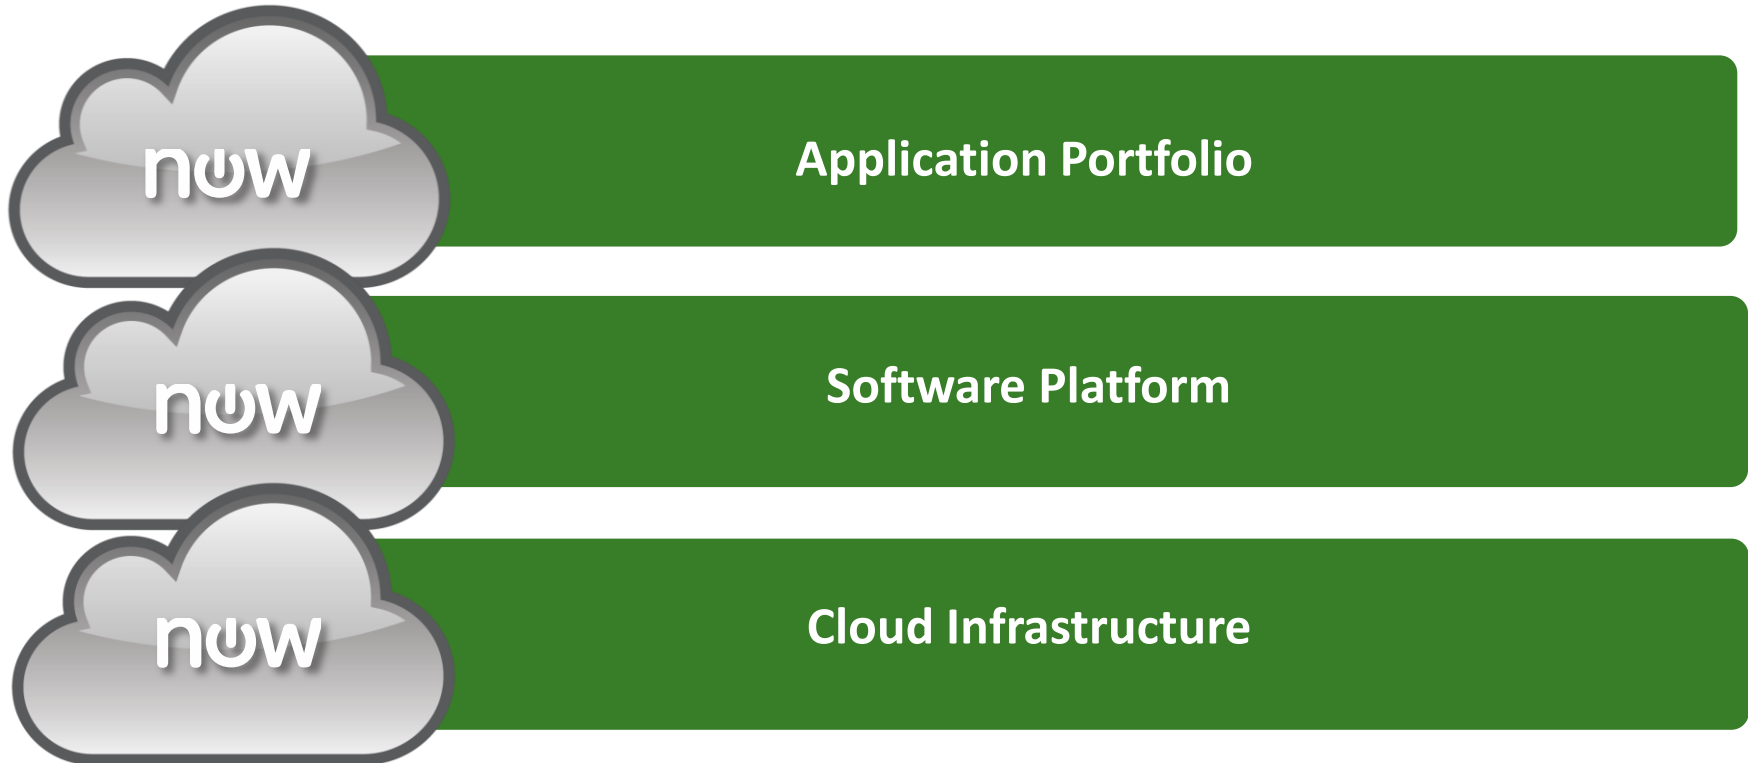 now
Application Portfolio
now
Software Platform
now
Cloud Infrastructure